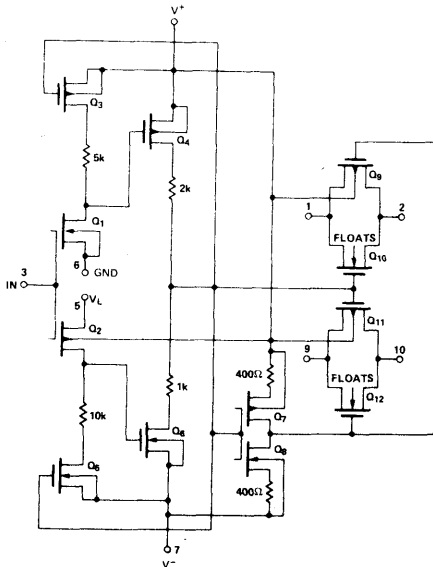 V+
Q3
Q4
5k
2k
Q9
1
2
Q1
FLOATS
6
GND
Q10
3
IN
5
VL
Q2
Q11
9
10
FLOATS
400Ω
1k
Q12
Q7
10k
Q6
Q8
Q5
400Ω
7
V-